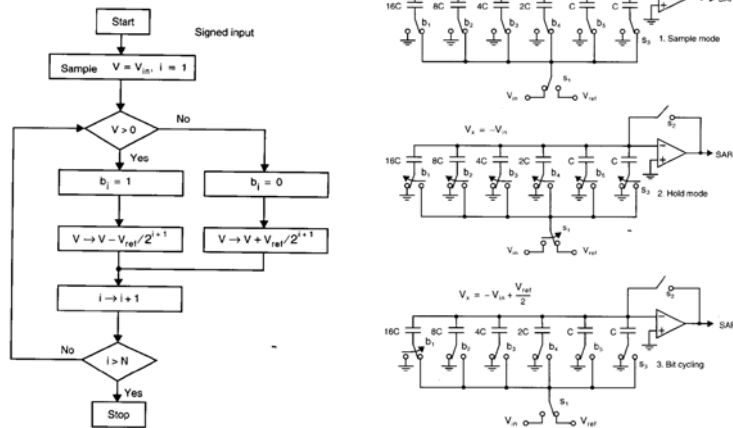 Start
Signed input
Sample V = V_in, i = 1
V > 0
No
Yes
b_i = 1
b_i = 0
V → V − V_ref/2^{i+1}
V → V + V_ref/2^{i+1}
i → i + 1
No
i > N
Yes
Stop
16C 8C 4C 2C C C
b_1 b_2 b_3 b_4 b_5 s_3
1. Sample mode
s_1
V_in V_ref
V_x = −V_in
s_2
16C 8C 4C 2C C C
SAR
b_1 b_2 b_3 b_4 b_5 s_3
2. Hold mode
s_1
V_in V_ref
V_x = −V_in + V_ref/2
s_2
16C 8C 4C 2C C C
SAR
b_1 b_2 b_3 b_4 b_5 s_3
3. Bit cycling
s_1
V_in V_ref